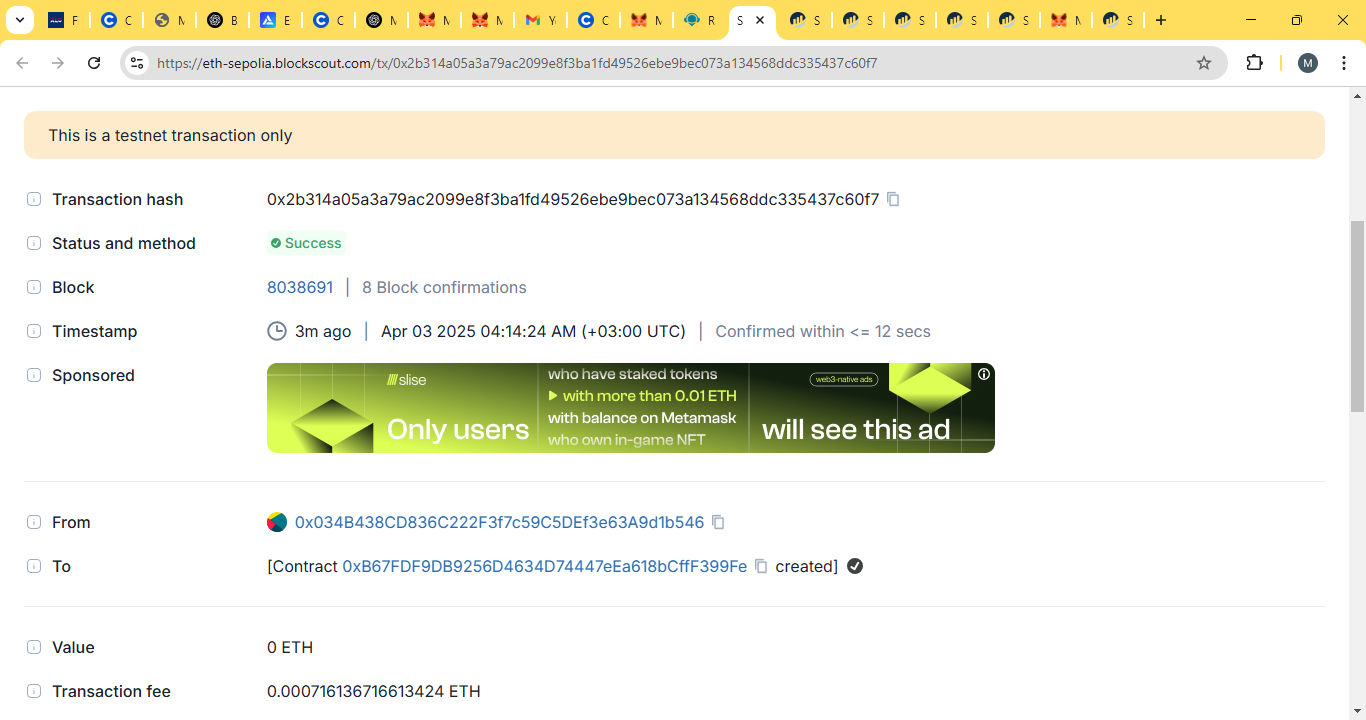 F
C
M
B
E
C
M
M
M
Yo
C
M
R
S
S
S
S
S
S
M
S
https://eth-sepolia.blockscout.com/tx/0x2b314a05a3a79ac2099e8f3ba1fd49526ebe9bec073a134568ddc335437c60f7
M
This is a testnet transaction only
Transaction hash 0x2b314a05a3a79ac2099e8f3ba1fd49526ebe9bec073a134568ddc335437c60f7
Status and method Success
Block 8038691 | 8 Block confirmations
Timestamp 3m ago | Apr 03 2025 04:14:24 AM (+03:00 UTC) | Confirmed within <= 12 secs
Sponsored
slise
Only users
who have staked tokens
with more than 0.01 ETH
with balance on Metamask
who own in-game NFT
web3-native ads
will see this ad
From 0x034B438CD836C222F3f7c59C5DEf3e63A9d1b546
To [Contract 0xB67FDF9DB9256D4634D74447eEa618bCffF399Fe created]
Value 0 ETH
Transaction fee 0.000716136716613424 ETH